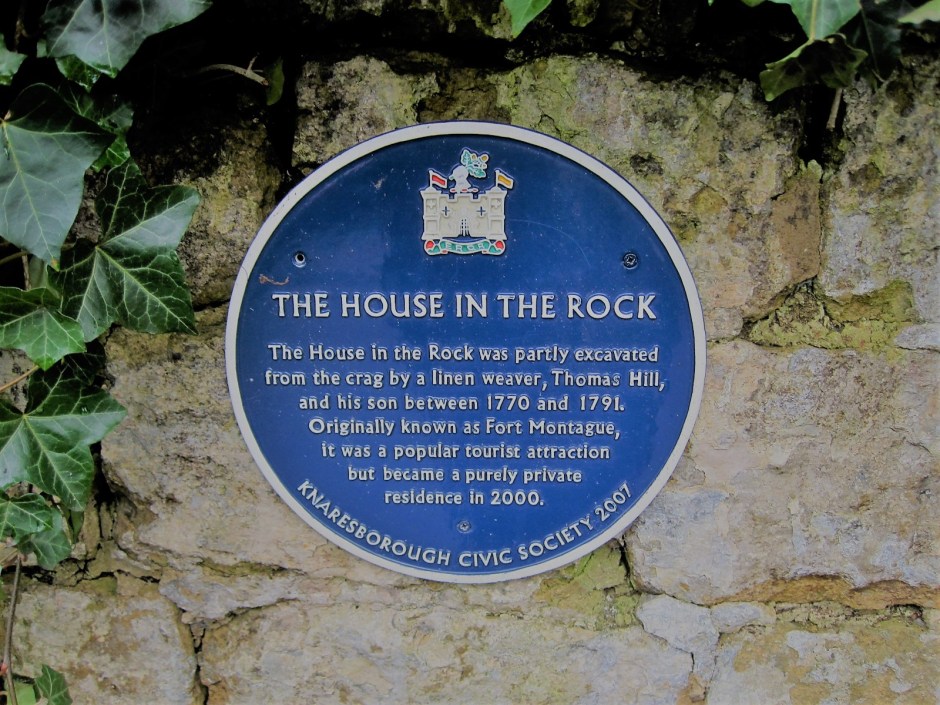 THE HOUSE IN THE ROCK
The House in the Rock was partly excavated
from the crag by a linen weaver, Thomas Hill,
and his son between 1770 and 1791.
Originally known as Fort Montague,
it was a popular tourist attraction
but became a purely private
residence in 2000.
KNARESBOROUGH CIVIC SOCIETY 2007